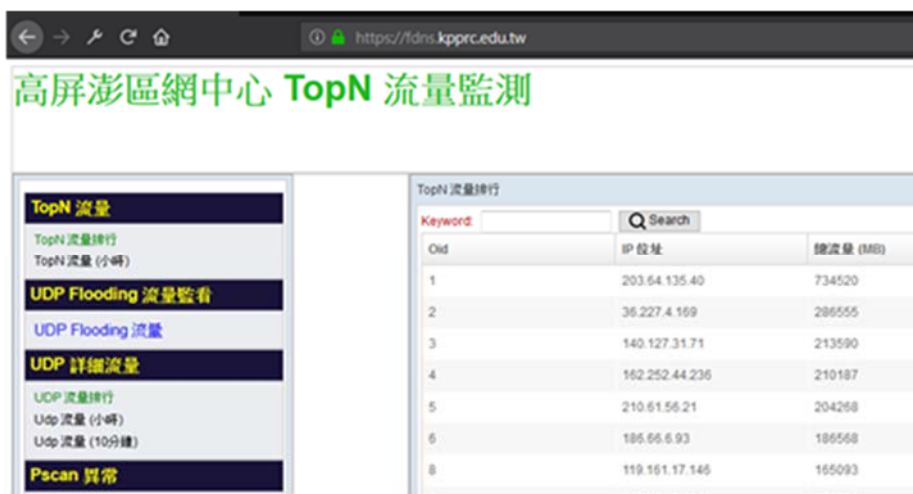 https://fdns.kpprc.edu.tw
高屏澎區網中心 TopN 流量監測
TopN 流量
TopN 流量排行
TopN 流量 (小時)
UDP Flooding 流量監看
UDP Flooding 流量
UDP 詳細流量
UDP 流量排行
Udp 流量 (小時)
Udp 流量 (10分鐘)
Pscan 異常
TopN 流量排行
Keyword: Search
Oid IP 位址 總流量 (MB)
1 203.64.135.40 734520
2 36.227.4.169 286555
3 140.127.31.71 213590
4 162.252.44.236 210187
5 210.61.56.21 204268
6 186.66.6.93 186568
8 119.161.17.146 165093